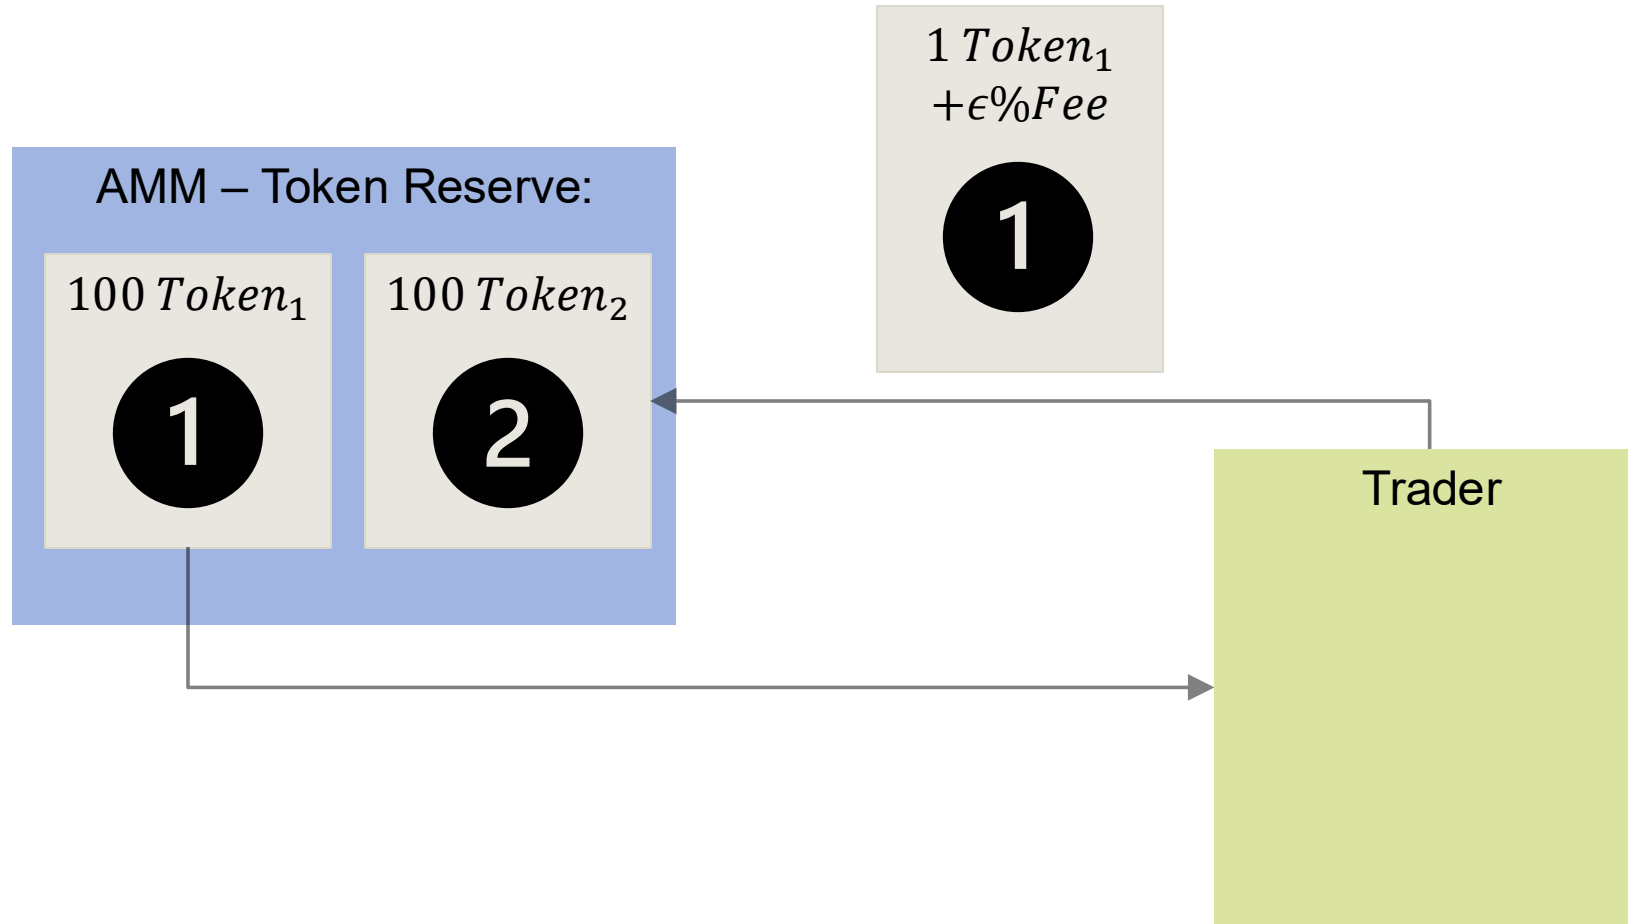 1 Token₁
+ϵ%Fee
1
AMM – Token Reserve:
100 Token₁
100 Token₂
1
2
Trader